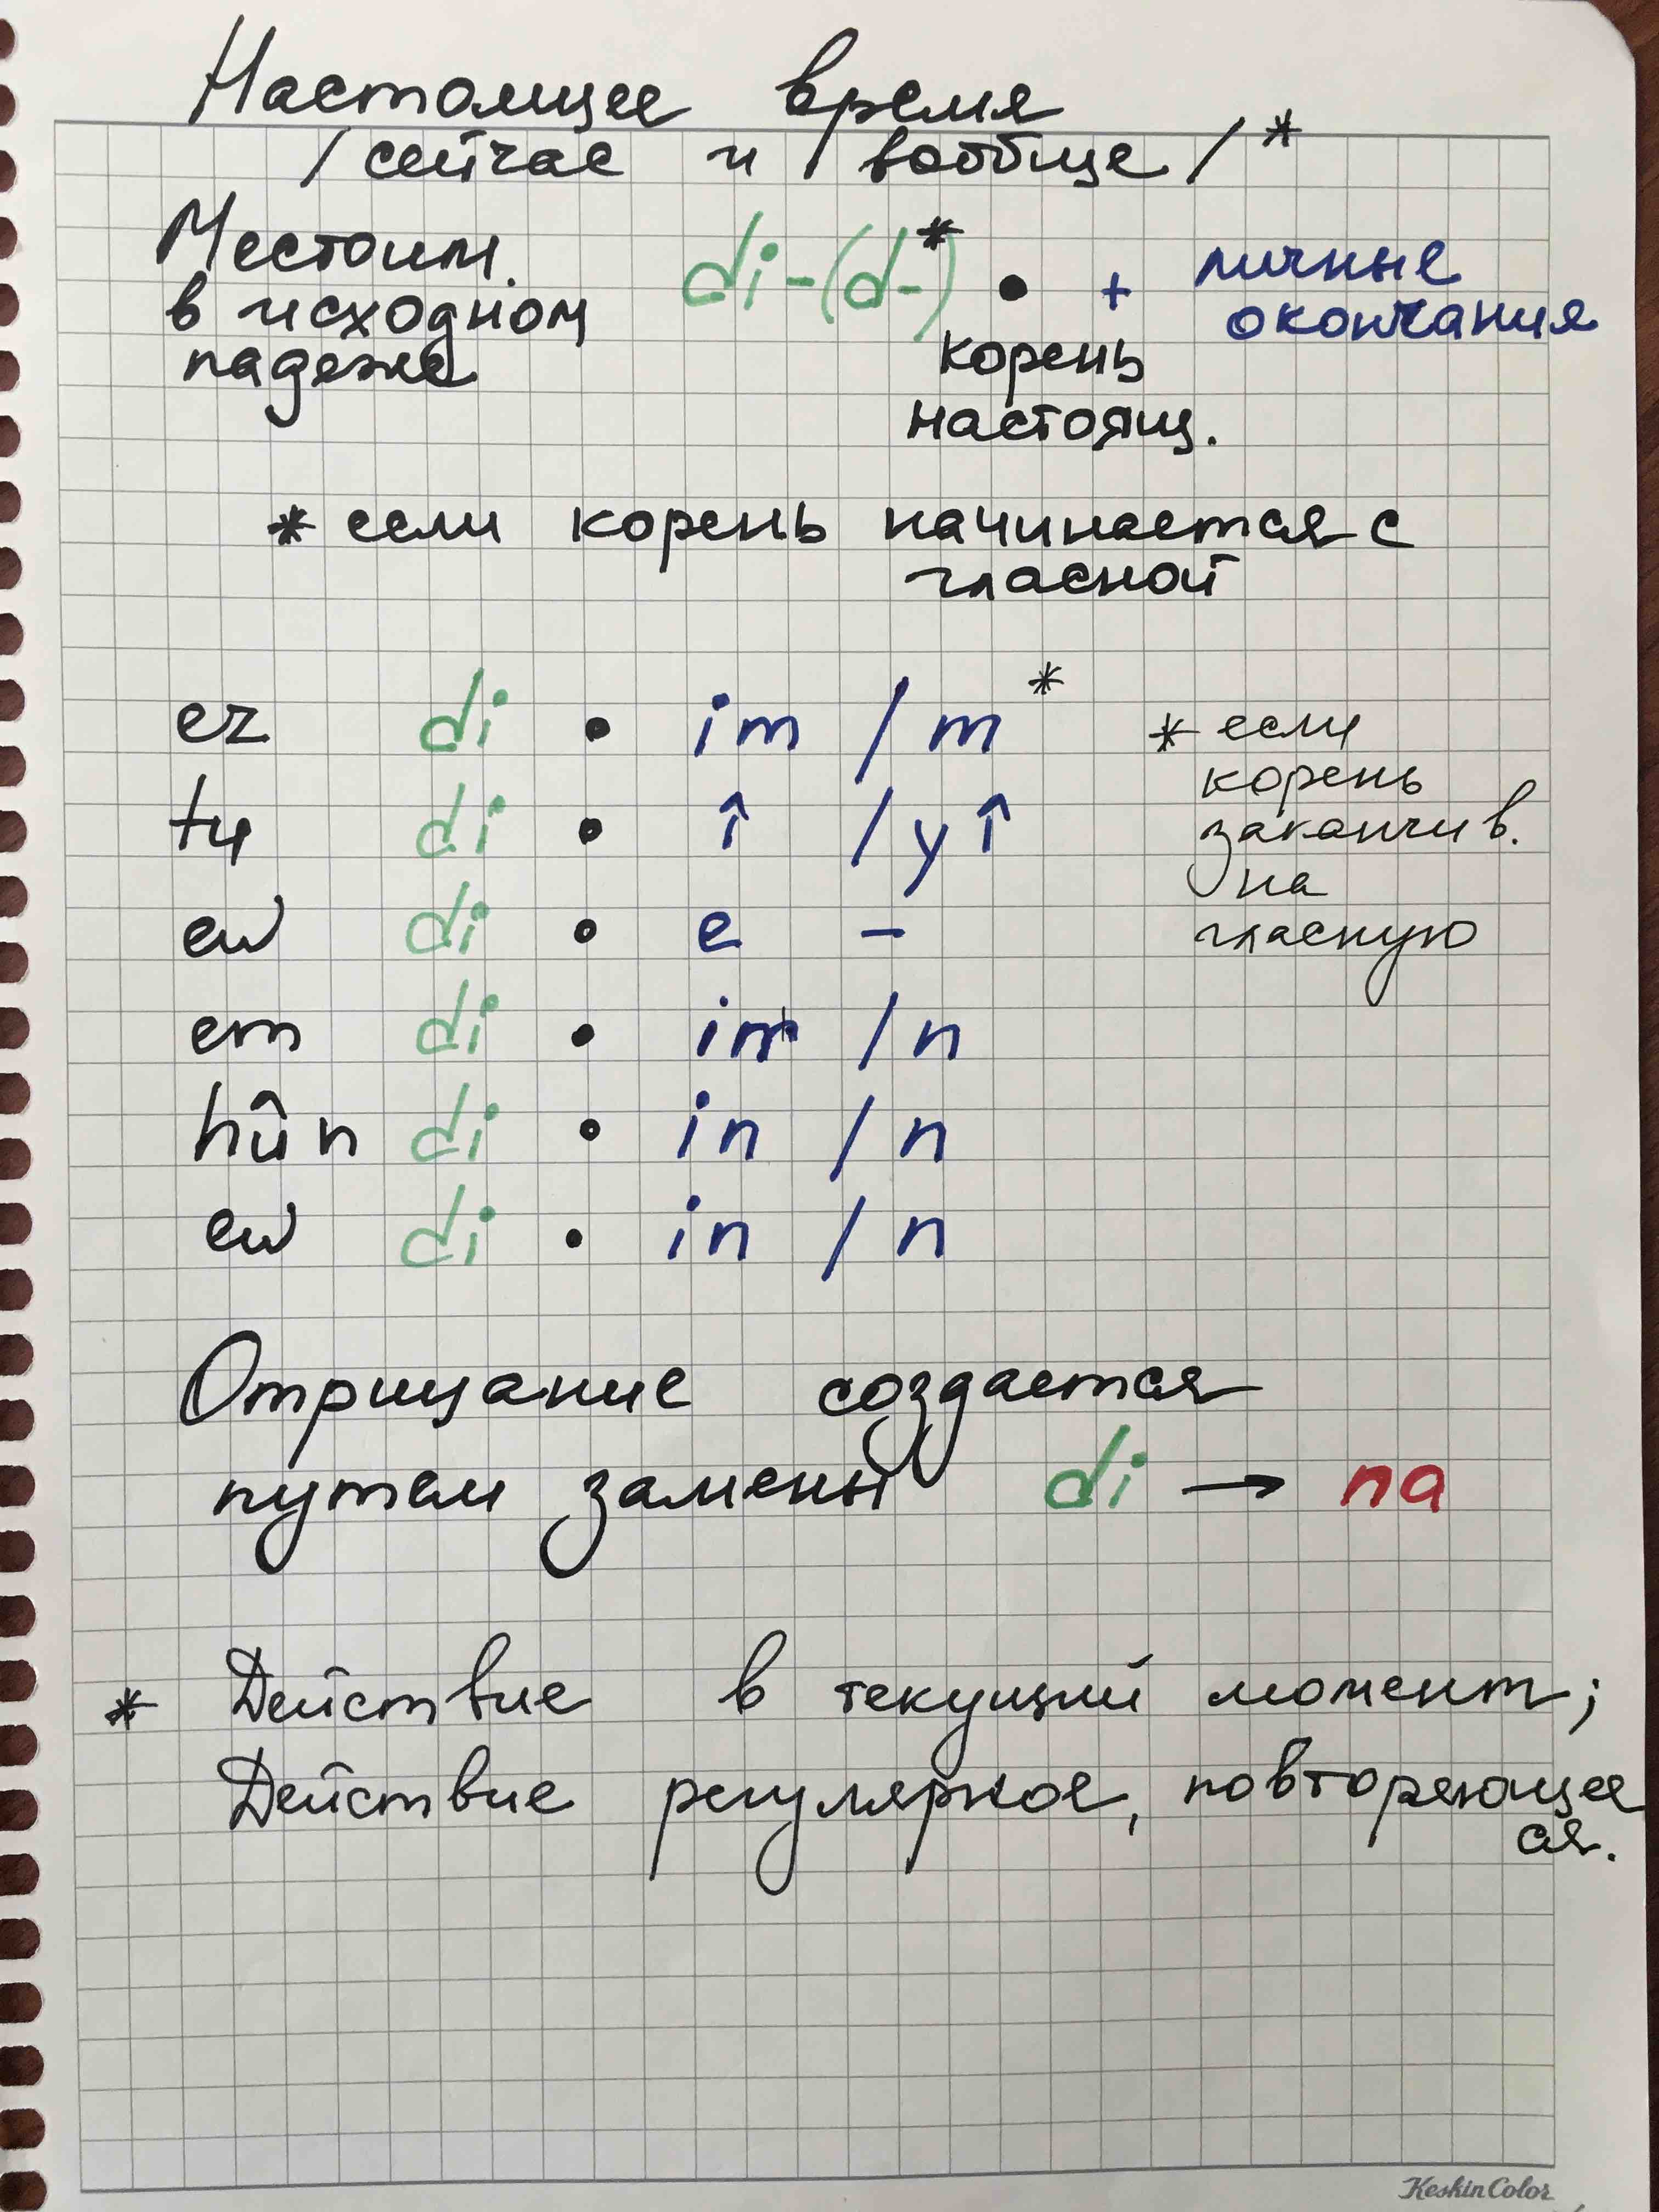 Настоящее время
/сейчас и вообще/*
Местоим. в исходном падеже
di-(d-)* • + личные окончания
корень настоящ.
* если корень начинается с
гласной
ez di • im / m*
tu di • î / yî
ew di • e -
em di • in / n
hûn di • in / n
ew di • in / n
* если
корень
заканчив.
на
гласную
Отрицание создается
путем замены di → na
* Действие в текущий момент;
Действие регулярное, повторяющее
ся.
KeskinColor